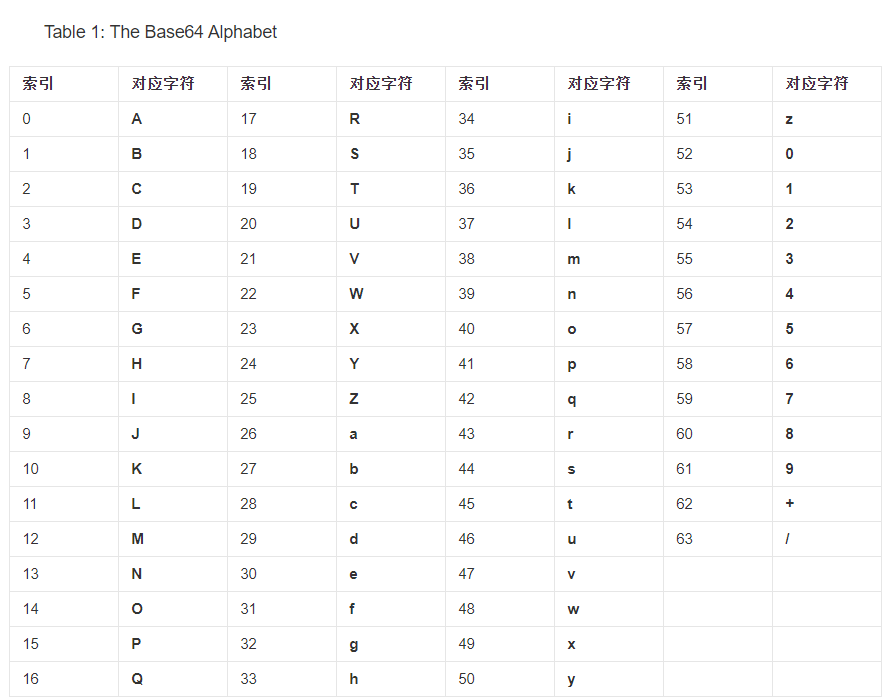 Table 1: The Base64 Alphabet
索引 对应字符 索引 对应字符 索引 对应字符 索引 对应字符
0 A 17 R 34 i 51 z
1 B 18 S 35 j 52 0
2 C 19 T 36 k 53 1
3 D 20 U 37 l 54 2
4 E 21 V 38 m 55 3
5 F 22 W 39 n 56 4
6 G 23 X 40 o 57 5
7 H 24 Y 41 p 58 6
8 I 25 Z 42 q 59 7
9 J 26 a 43 r 60 8
10 K 27 b 44 s 61 9
11 L 28 c 45 t 62 +
12 M 29 d 46 u 63 /
13 N 30 e 47 v
14 O 31 f 48 w
15 P 32 g 49 x
16 Q 33 h 50 y